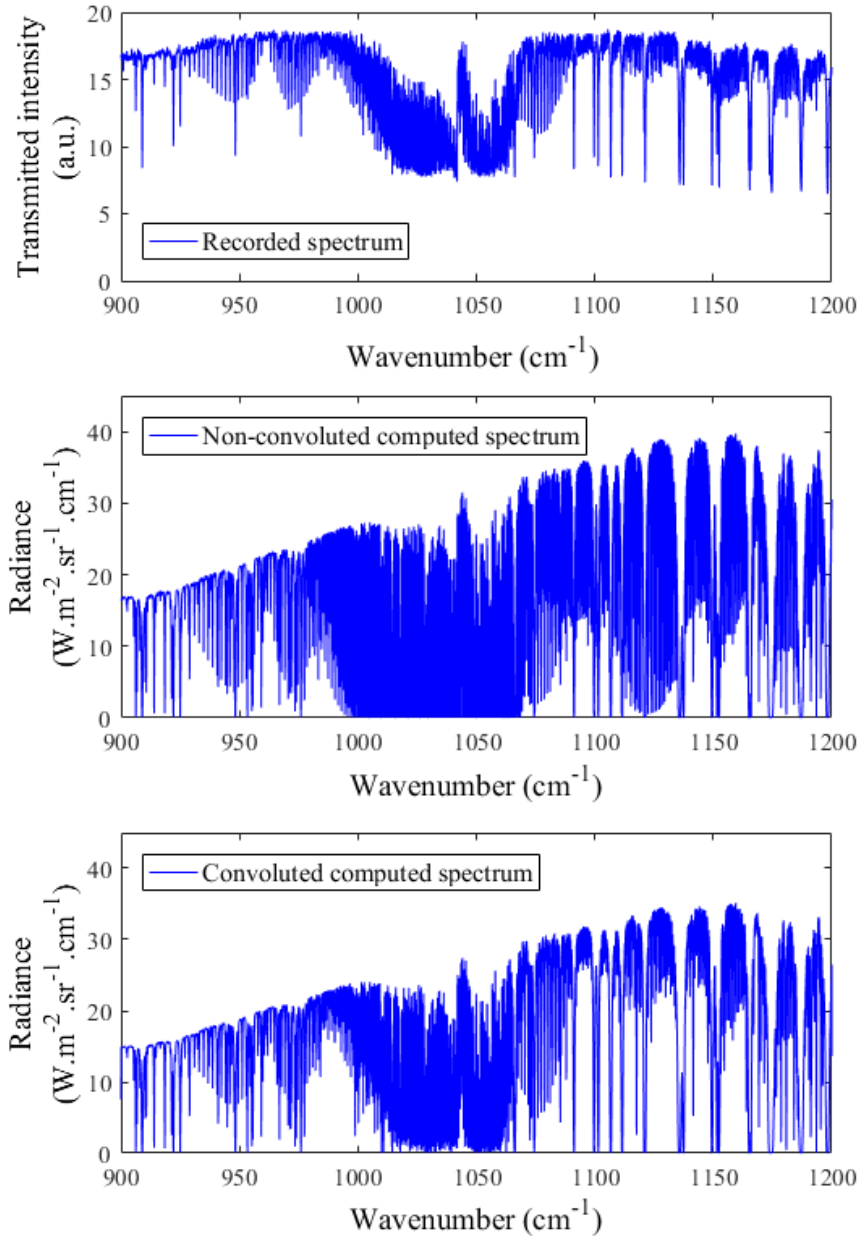 20
15
10
5
0
Transmitted intensity
(a.u.)
Recorded spectrum
900 950 1000 1050 1100 1150 1200
Wavenumber (cm⁻¹)
40
30
20
10
0
Radiance
(W.m⁻².sr⁻¹.cm⁻¹)
Non-convoluted computed spectrum
900 950 1000 1050 1100 1150 1200
Wavenumber (cm⁻¹)
40
30
20
10
0
Radiance
(W.m⁻².sr⁻¹.cm⁻¹)
Convoluted computed spectrum
900 950 1000 1050 1100 1150 1200
Wavenumber (cm⁻¹)